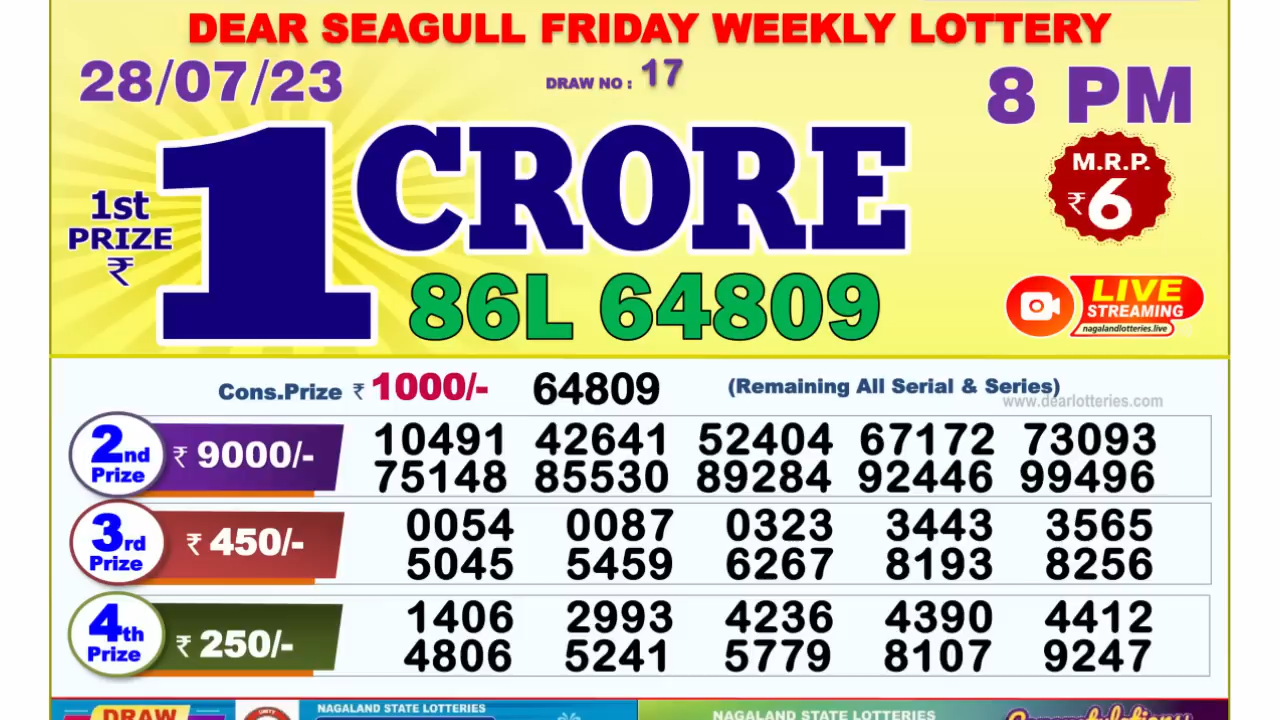 DEAR SEAGULL FRIDAY WEEKLY LOTTERY
28/07/23
DRAW NO : 17
8 PM
1st
PRIZE
₹
1 CRORE
M.R.P.
₹ 6
86L 64809
LIVE
STREAMING
nagalandlotteries.live
Cons.Prize ₹ 1000/- 64809 (Remaining All Serial & Series)
www.dearlotteries.com
2nd Prize ₹ 9000/-
10491 42641 52404 67172 73093
75148 85530 89284 92446 99496
3rd Prize ₹ 450/-
0054 0087 0323 3443 3565
5045 5459 6267 8193 8256
4th Prize ₹ 250/-
1406 2993 4236 4390 4412
4806 5241 5779 8107 9247
DRAW
UNITY
NAGALAND STATE LOTTERIES
NAGALAND STATE LOTTERIES
Congratulations